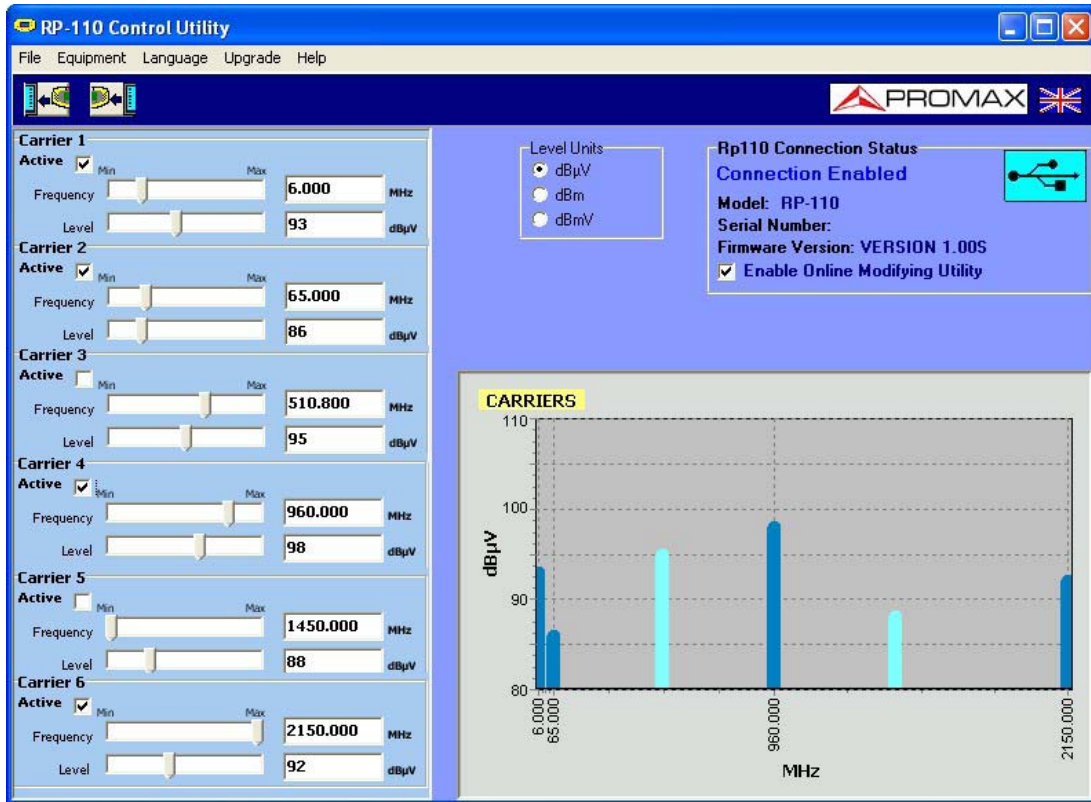 RP-110 Control Utility
File Equipment Language Upgrade Help
PROMAX
Carrier 1
Active
Min Max
Frequency 6.000 MHz
Level 93 dBµV
Carrier 2
Active
Min Max
Frequency 65.000 MHz
Level 86 dBµV
Carrier 3
Active
Min Max
Frequency 510.800 MHz
Level 95 dBµV
Carrier 4
Active
Min Max
Frequency 960.000 MHz
Level 98 dBµV
Carrier 5
Active
Min Max
Frequency 1450.000 MHz
Level 88 dBµV
Carrier 6
Active
Min Max
Frequency 2150.000 MHz
Level 92 dBµV
Level Units
dBµV
dBm
dBmV
Rp110 Connection Status
Connection Enabled
Model: RP-110
Serial Number:
Firmware Version: VERSION 1.00S
Enable Online Modifying Utility
CARRIERS
110
100
90
80
dBµV
6.000
65.000
960.000
2150.000
MHz